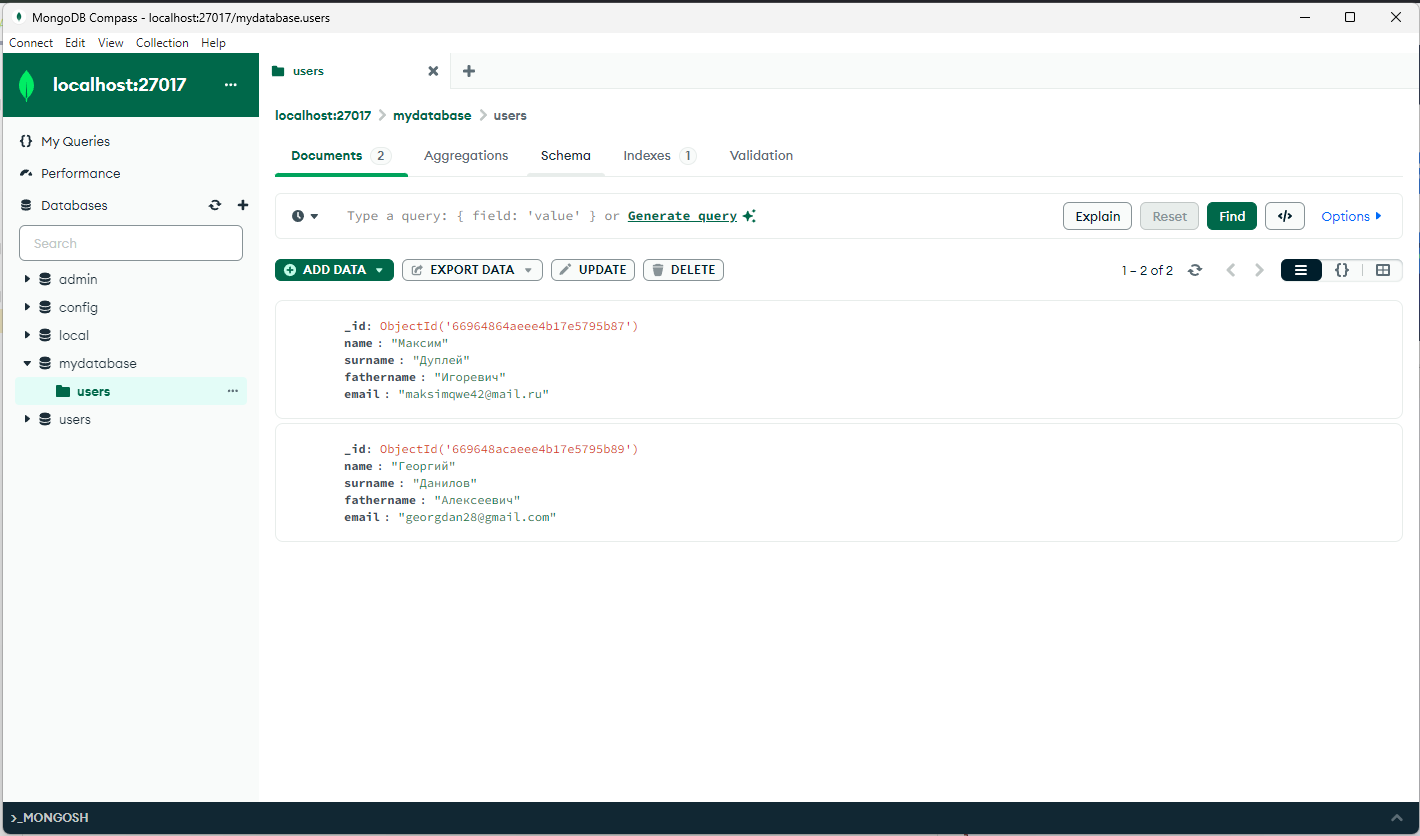 MongoDB Compass - localhost:27017/mydatabase.users
Connect Edit View Collection Help
localhost:27017 ...
My Queries
Performance
Databases
Search
admin
config
local
mydatabase
users ...
users
users
localhost:27017 > mydatabase > users
Documents 2 Aggregations Schema Indexes 1 Validation
Type a query: { field: 'value' } or Generate query
Explain Reset Find </> Options
ADD DATA EXPORT DATA UPDATE DELETE 1 – 2 of 2 {}
_id: ObjectId('66964864aeee4b17e5795b87')
name : "Максим"
surname : "Дуплей"
fathername : "Игоревич"
email : "maksimqwe42@mail.ru"
_id: ObjectId('669648acaeee4b17e5795b89')
name : "Георгий"
surname : "Данилов"
fathername : "Алексеевич"
email : "georgdan28@gmail.com"
>_MONGOSH